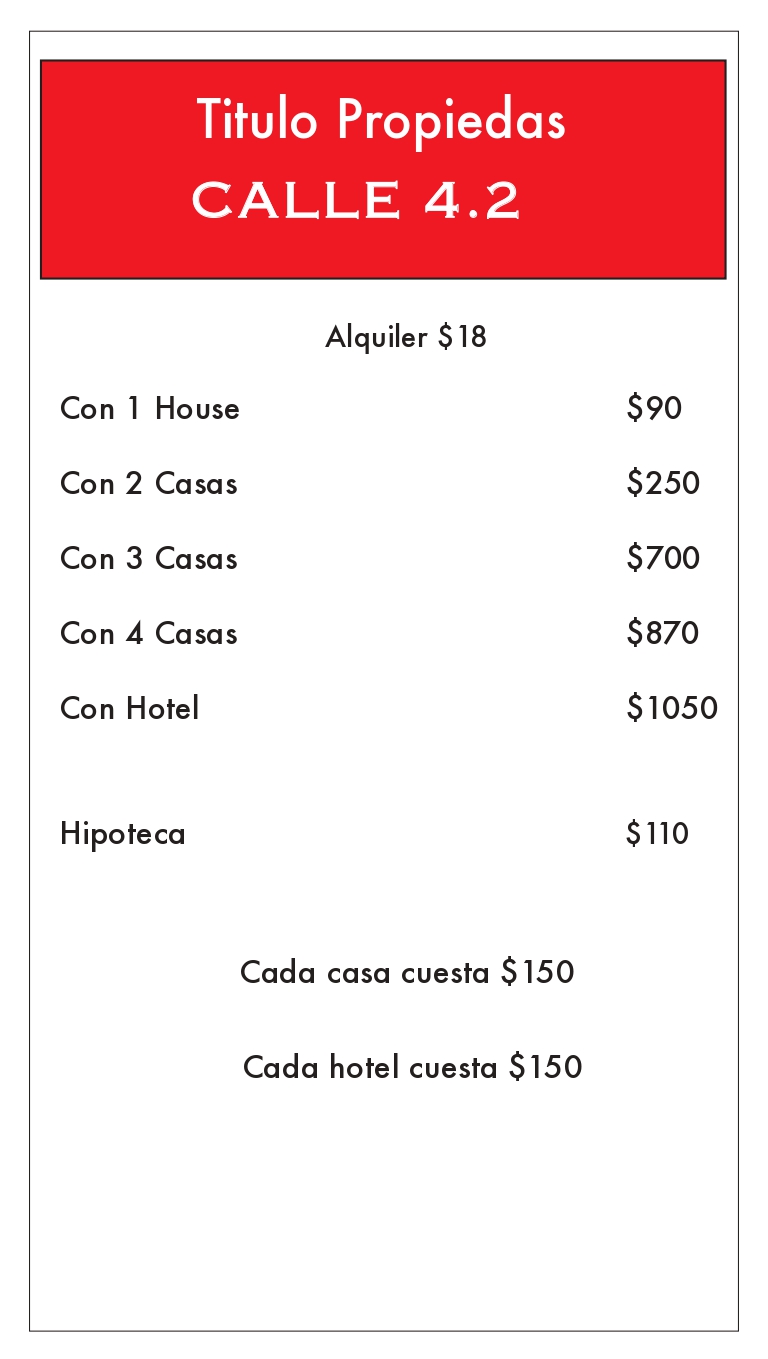 Titulo Propiedas
CALLE 4.2
Alquiler $18
Con 1 House $90
Con 2 Casas $250
Con 3 Casas $700
Con 4 Casas $870
Con Hotel $1050
Hipoteca $110
Cada casa cuesta $150
Cada hotel cuesta $150